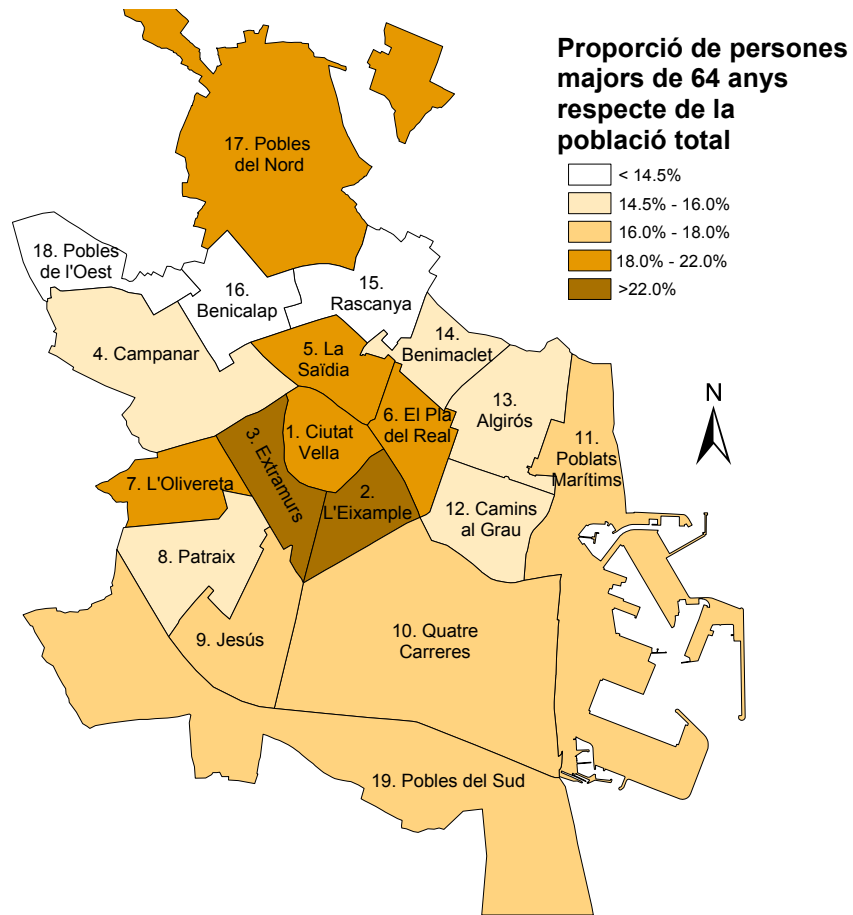 Proporció de persones
majors de 64 anys
respecte de la
població total
< 14.5%
14.5% - 16.0%
16.0% - 18.0%
18.0% - 22.0%
>22.0%
17. Pobles
del Nord
18. Pobles
de l'Oest
16.
Benicalap
15.
Rascanya
14.
Benimaclet
4. Campanar
5. La
Saïdia
13.
Algirós
6. El Pla
del Real
N
1. Ciutat
Vella
3. Extramurs
11.
Poblats
Marítims
7. L'Olivereta
2.
L'Eixample
12. Camins
al Grau
8. Patraix
9. Jesús
10. Quatre
Carreres
19. Pobles del Sud